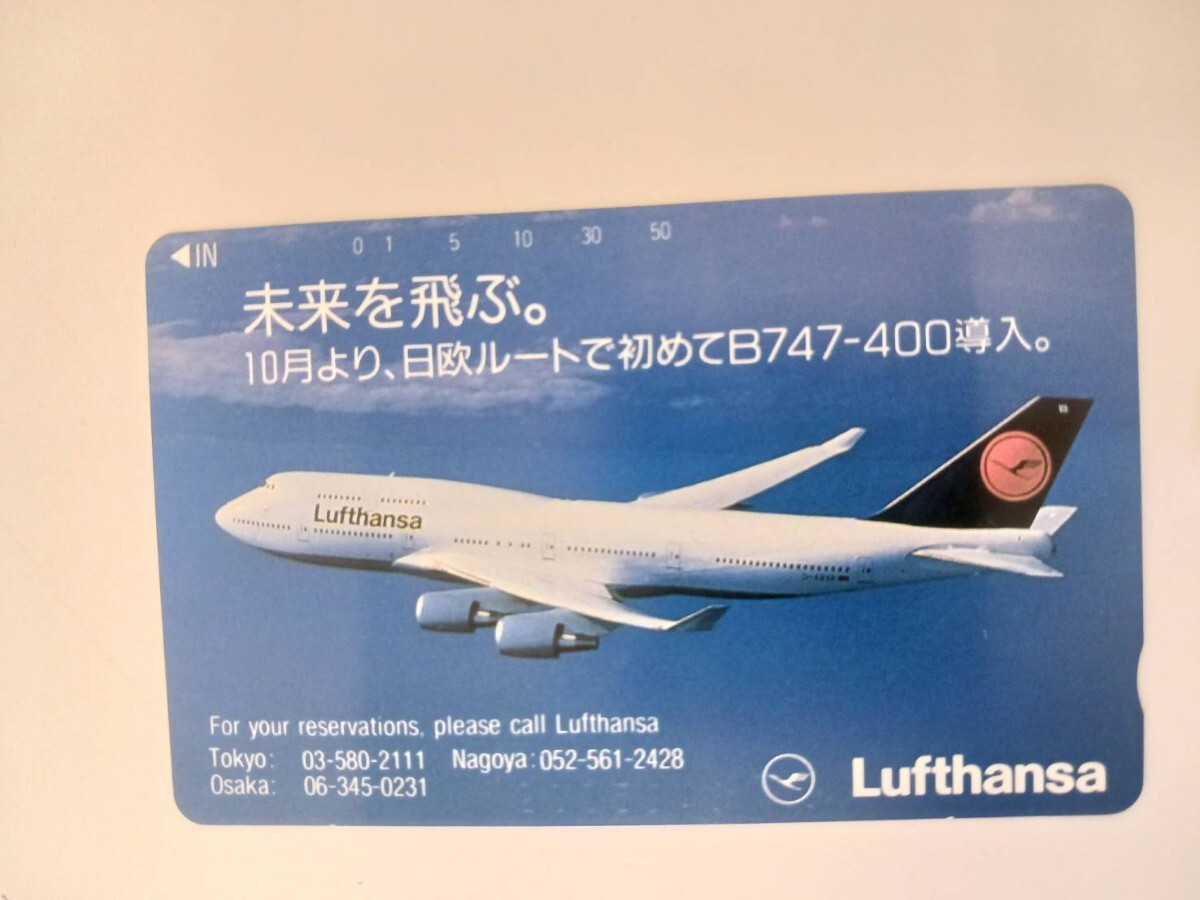 ◀IN 0 1 5 10 30 50
未来を飛ぶ。
10月より、日欧ルートで初めてB747-400導入。
Lufthansa
For your reservations, please call Lufthansa
Tokyo: 03-580-2111 Nagoya: 052-561-2428
Osaka: 06-345-0231
Lufthansa